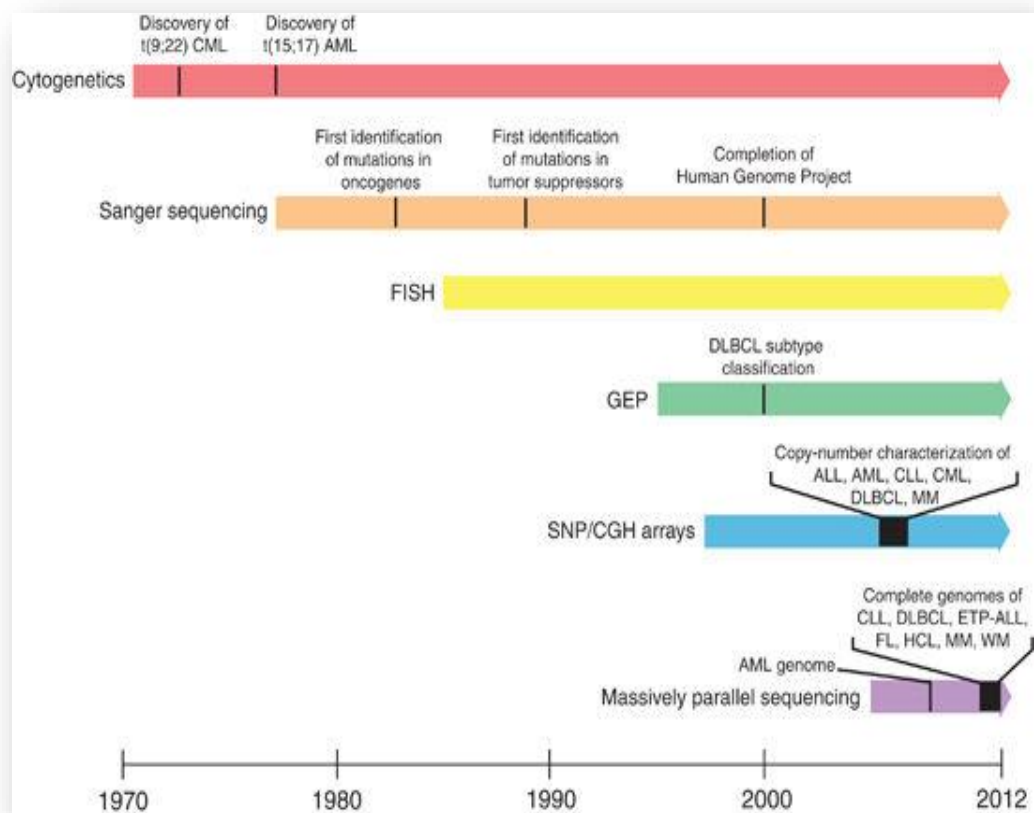 Discovery of
t(9;22) CML
Discovery of
t(15;17) AML
Cytogenetics
First identification
of mutations in
oncogenes
First identification
of mutations in
tumor suppressors
Completion of
Human Genome Project
Sanger sequencing
FISH
DLBCL subtype
classification
GEP
Copy-number characterization of
ALL, AML, CLL, CML,
DLBCL, MM
SNP/CGH arrays
Complete genomes of
CLL, DLBCL, ETP-ALL,
FL, HCL, MM, WM
AML genome
Massively parallel sequencing
1970 1980 1990 2000 2012